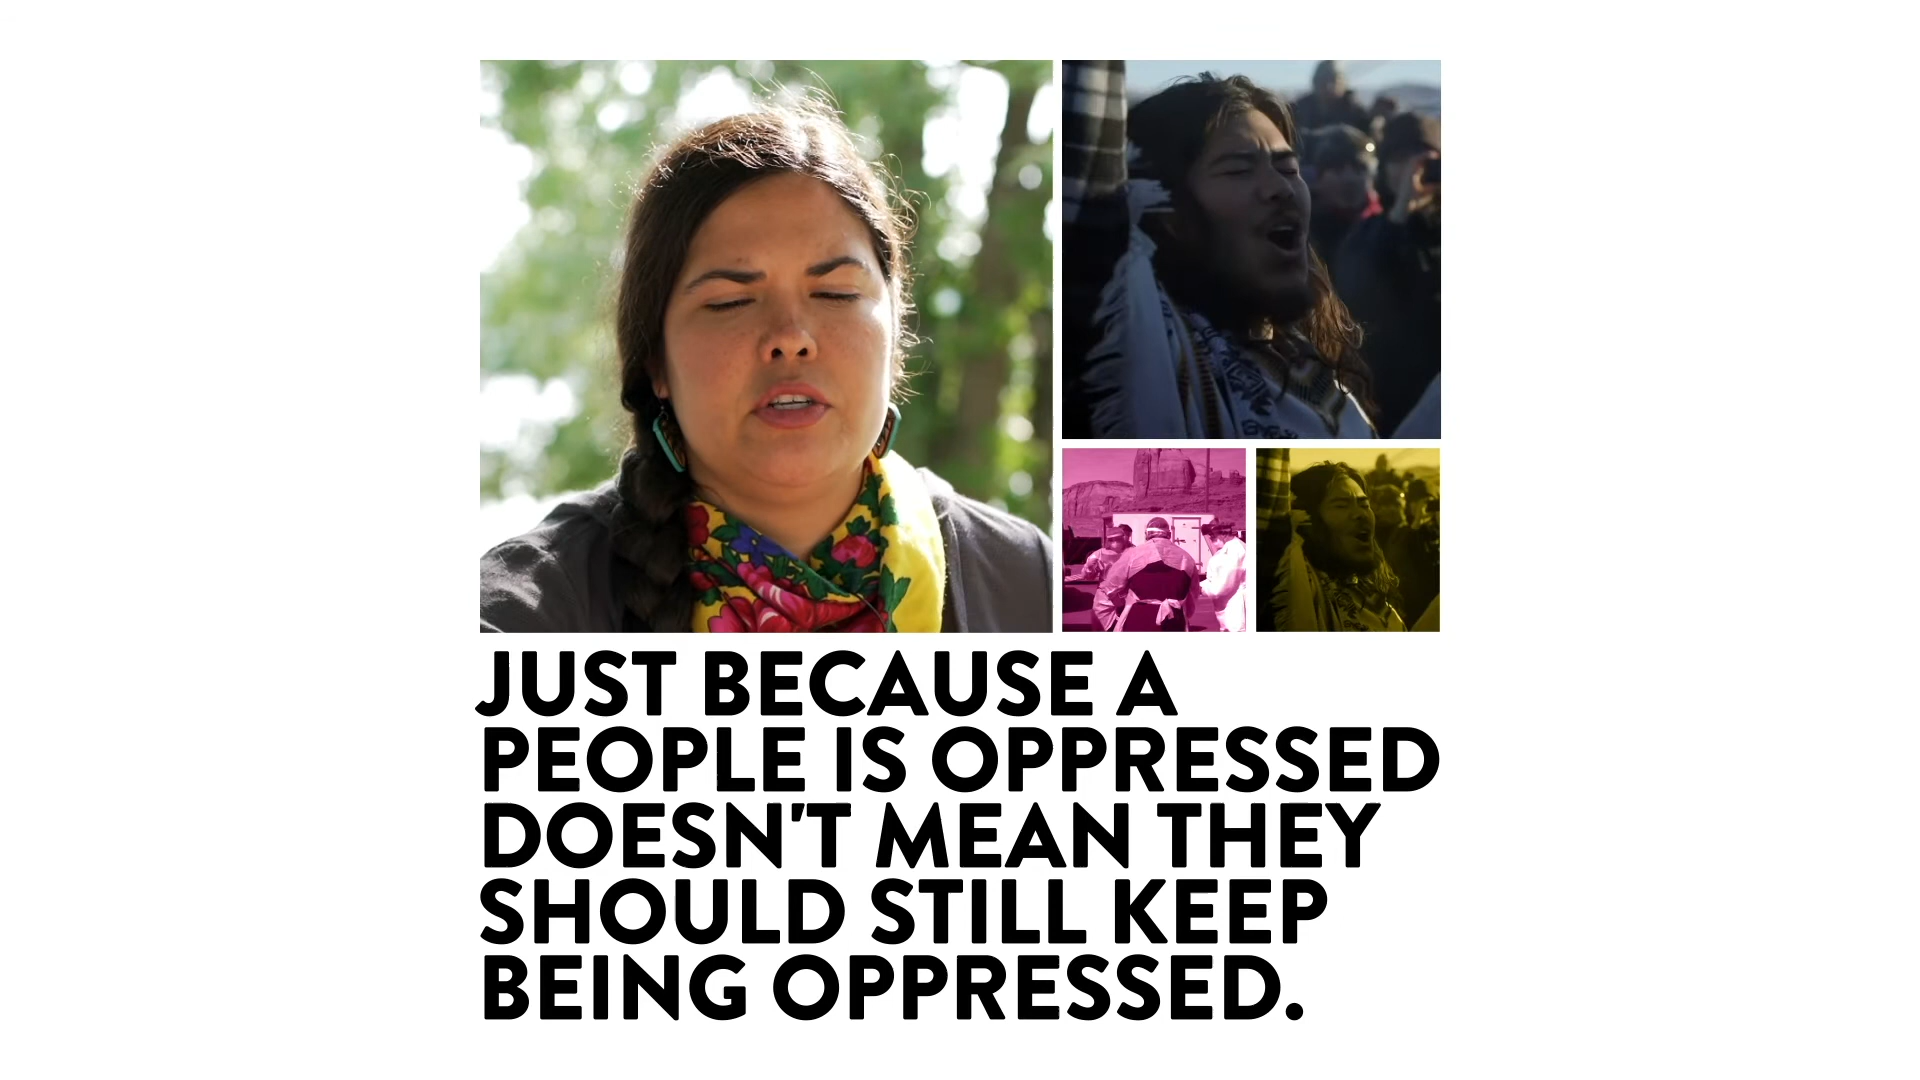 JUST BECAUSE A
PEOPLE IS OPPRESSED
DOESN'T MEAN THEY
SHOULD STILL KEEP
BEING OPPRESSED.